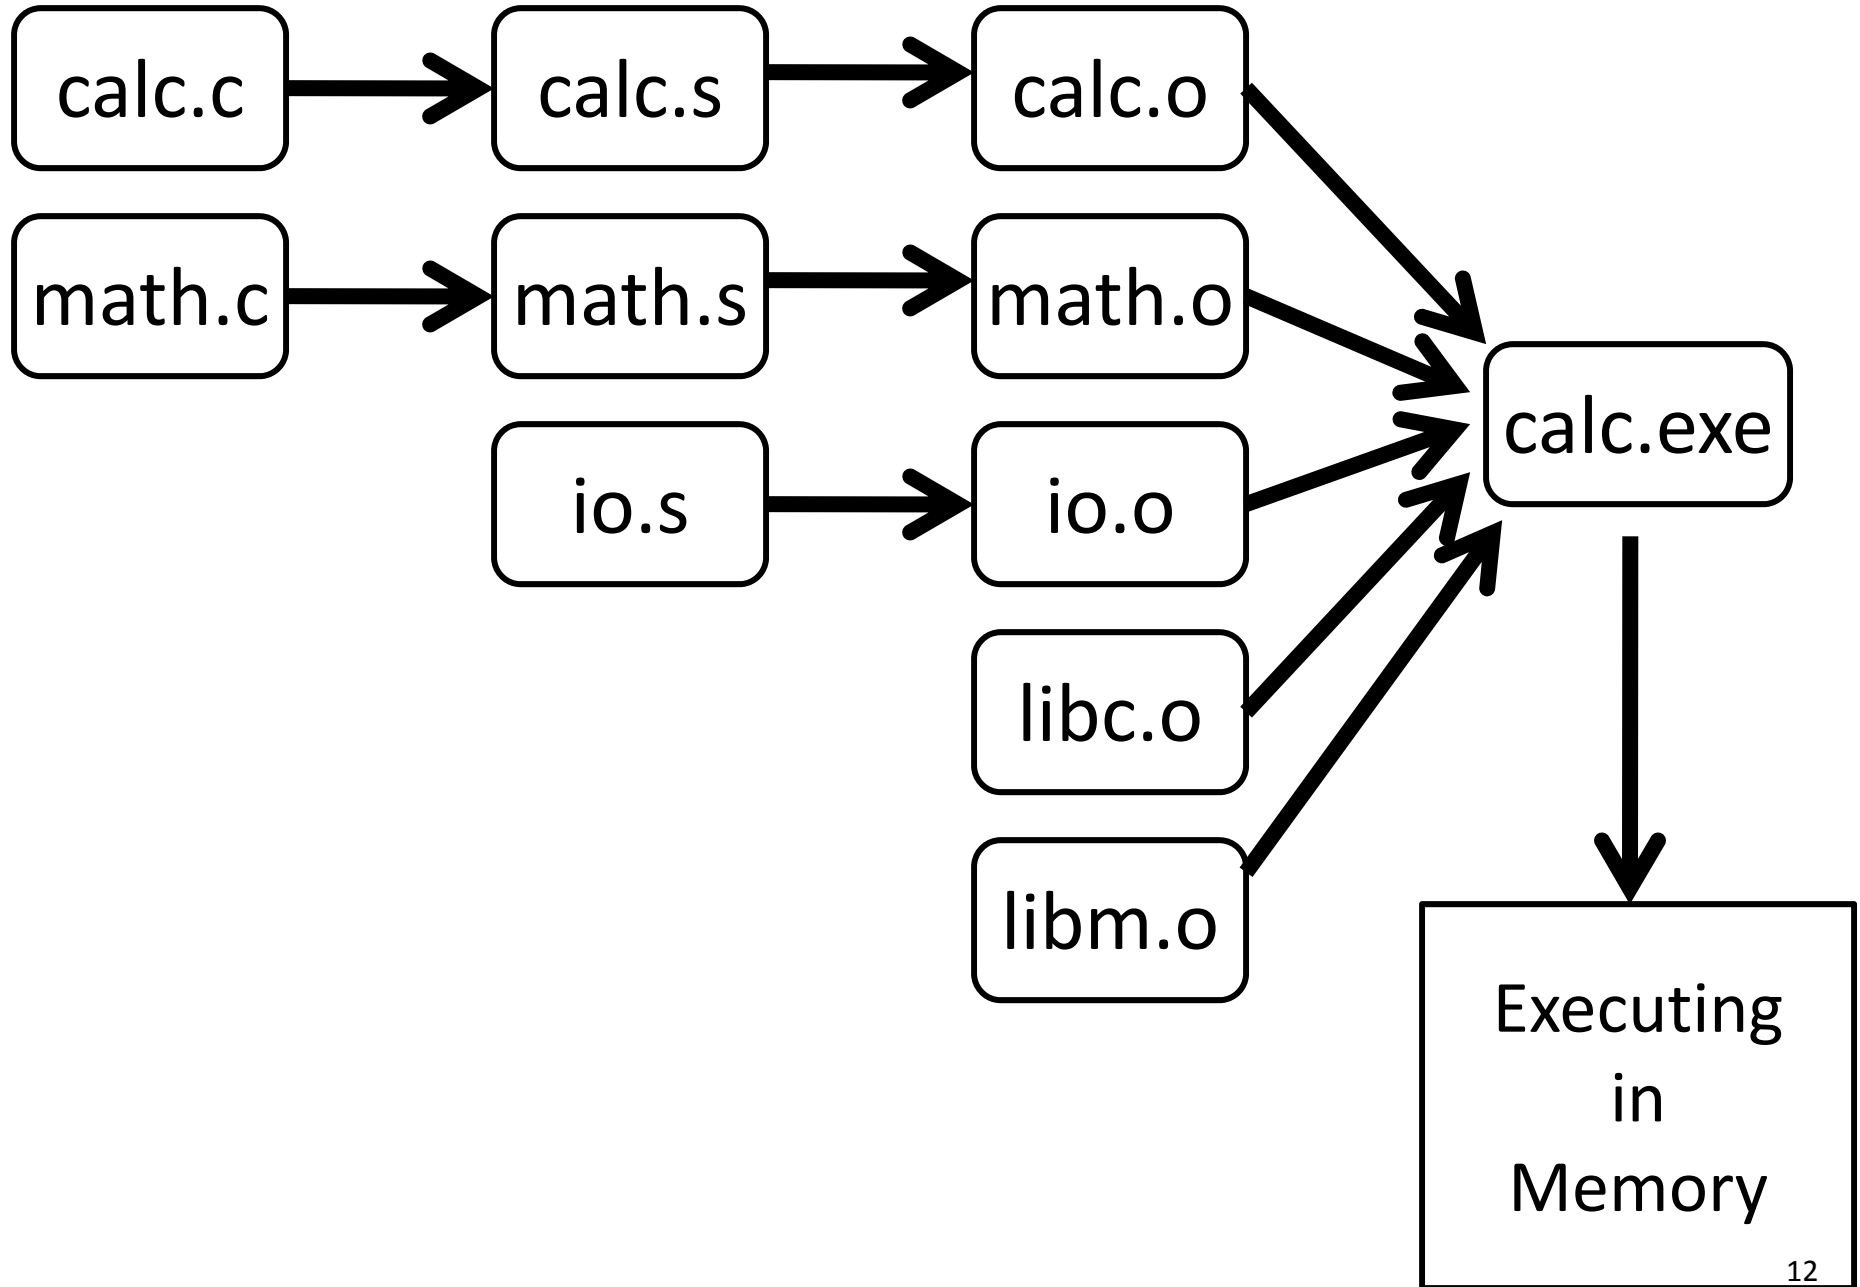 calc.c
calc.s
calc.o
math.c
math.s
math.o
calc.exe
io.s
io.o
libc.o
libm.o
Executing
in
Memory
12